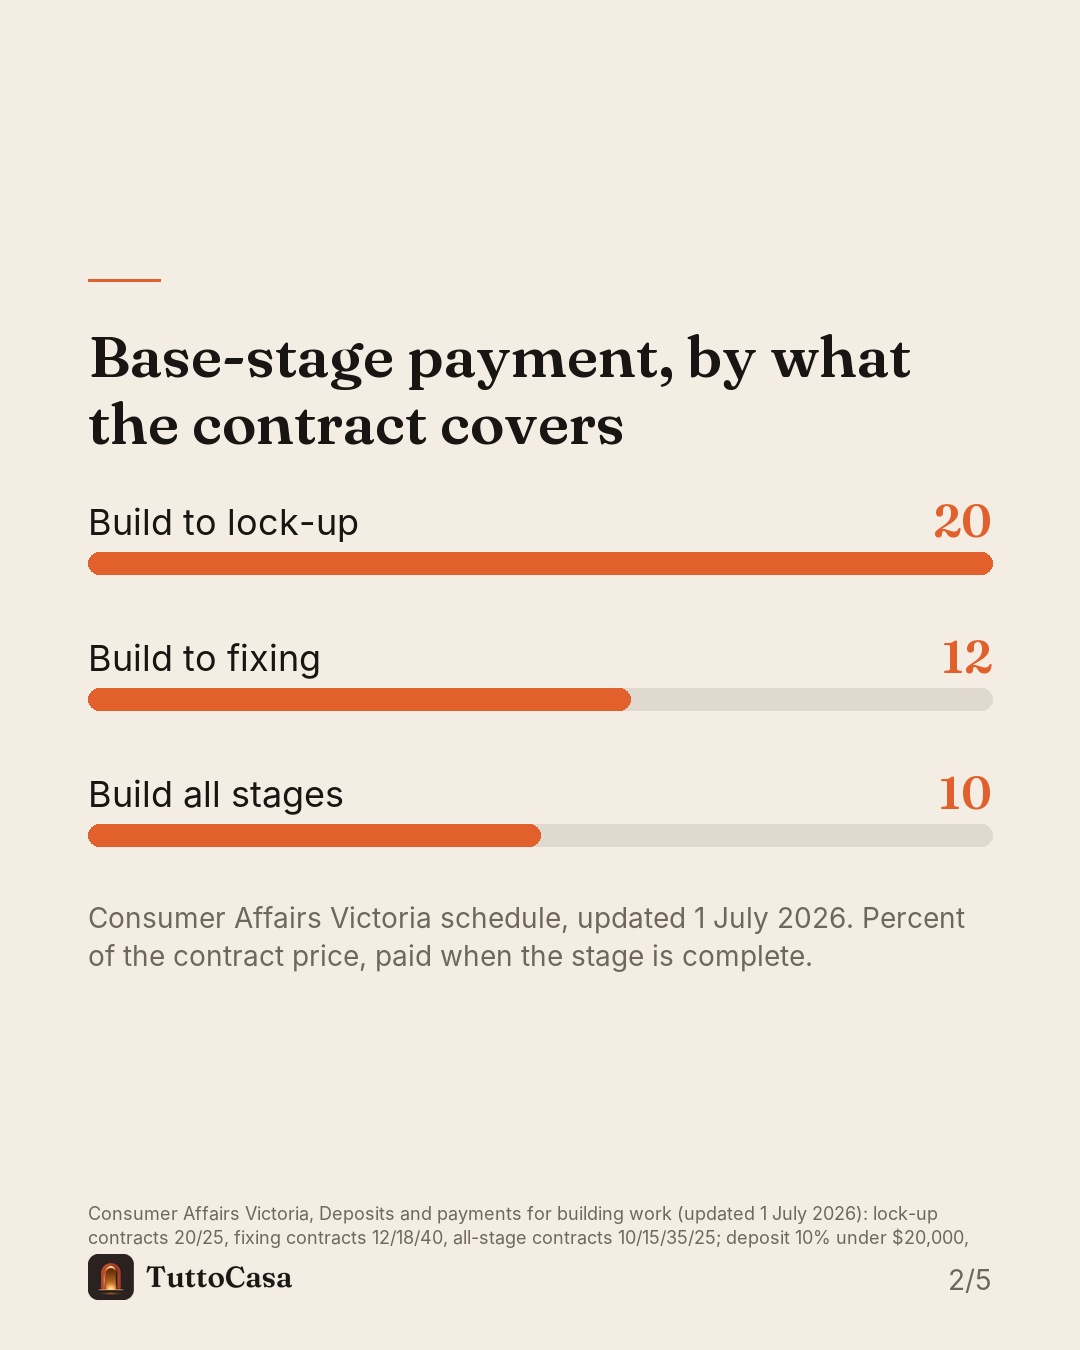 Base-stage payment, by what
the contract covers
Build to lock-up 20
Build to fixing 12
Build all stages 10
Consumer Affairs Victoria schedule, updated 1 July 2026. Percent
of the contract price, paid when the stage is complete.
Consumer Affairs Victoria, Deposits and payments for building work (updated 1 July 2026): lock-up
contracts 20/25, fixing contracts 12/18/40, all-stage contracts 10/15/35/25; deposit 10% under $20,000,
TuttoCasa 2/5